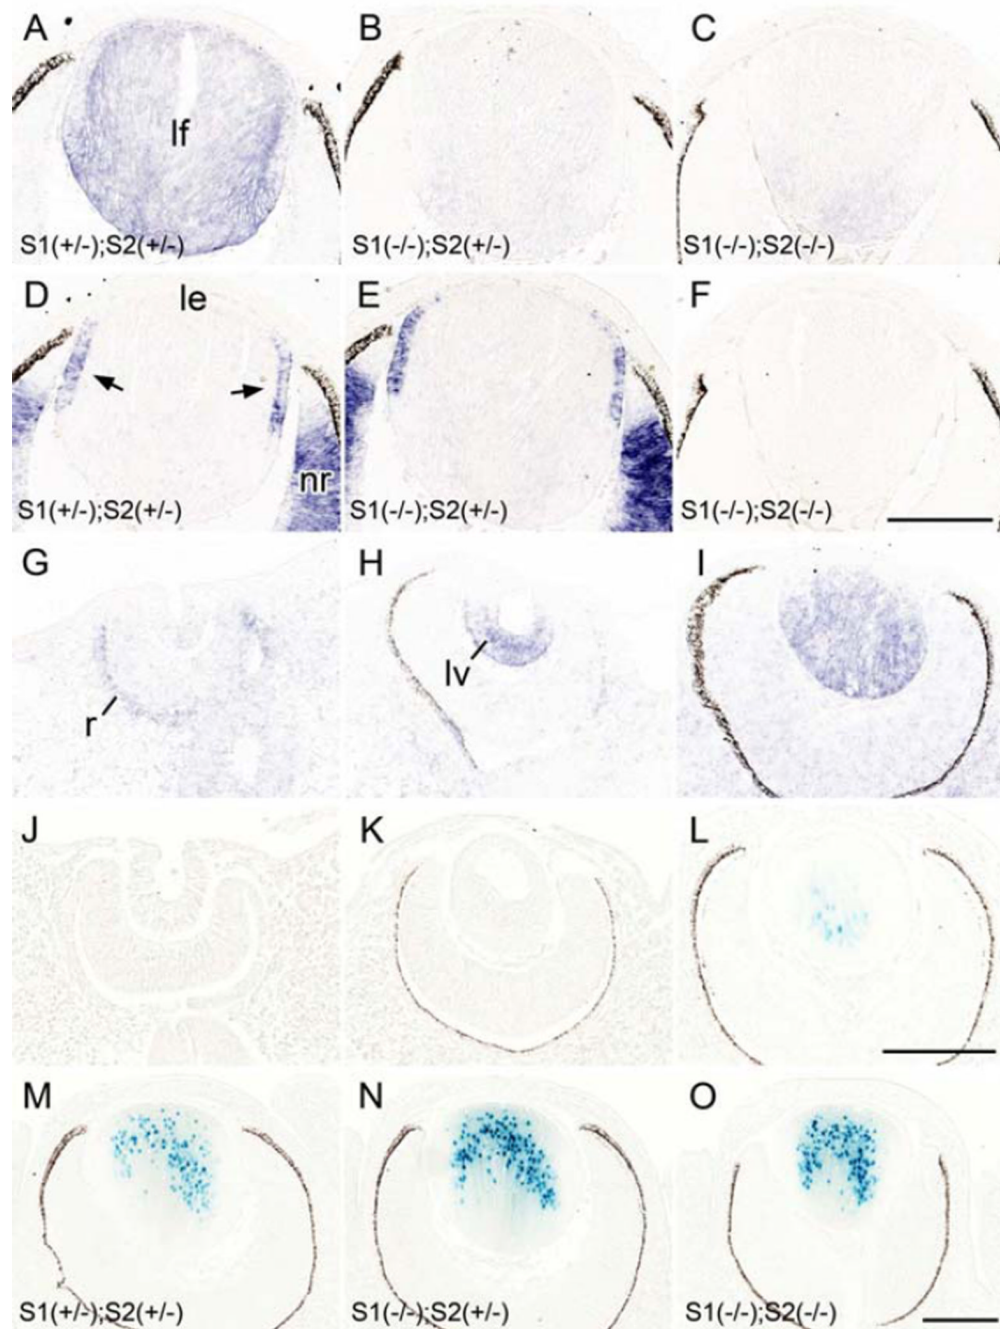 A B C
lf
S1(+/-);S2(+/-) S1(-/-);S2(+/-) S1(-/-);S2(-/-)
D le E F
nr
S1(+/-);S2(+/-) S1(-/-);S2(+/-) S1(-/-);S2(-/-)
G H I
r lv
J K L
M N O
S1(+/-);S2(+/-) S1(-/-);S2(+/-) S1(-/-);S2(-/-)